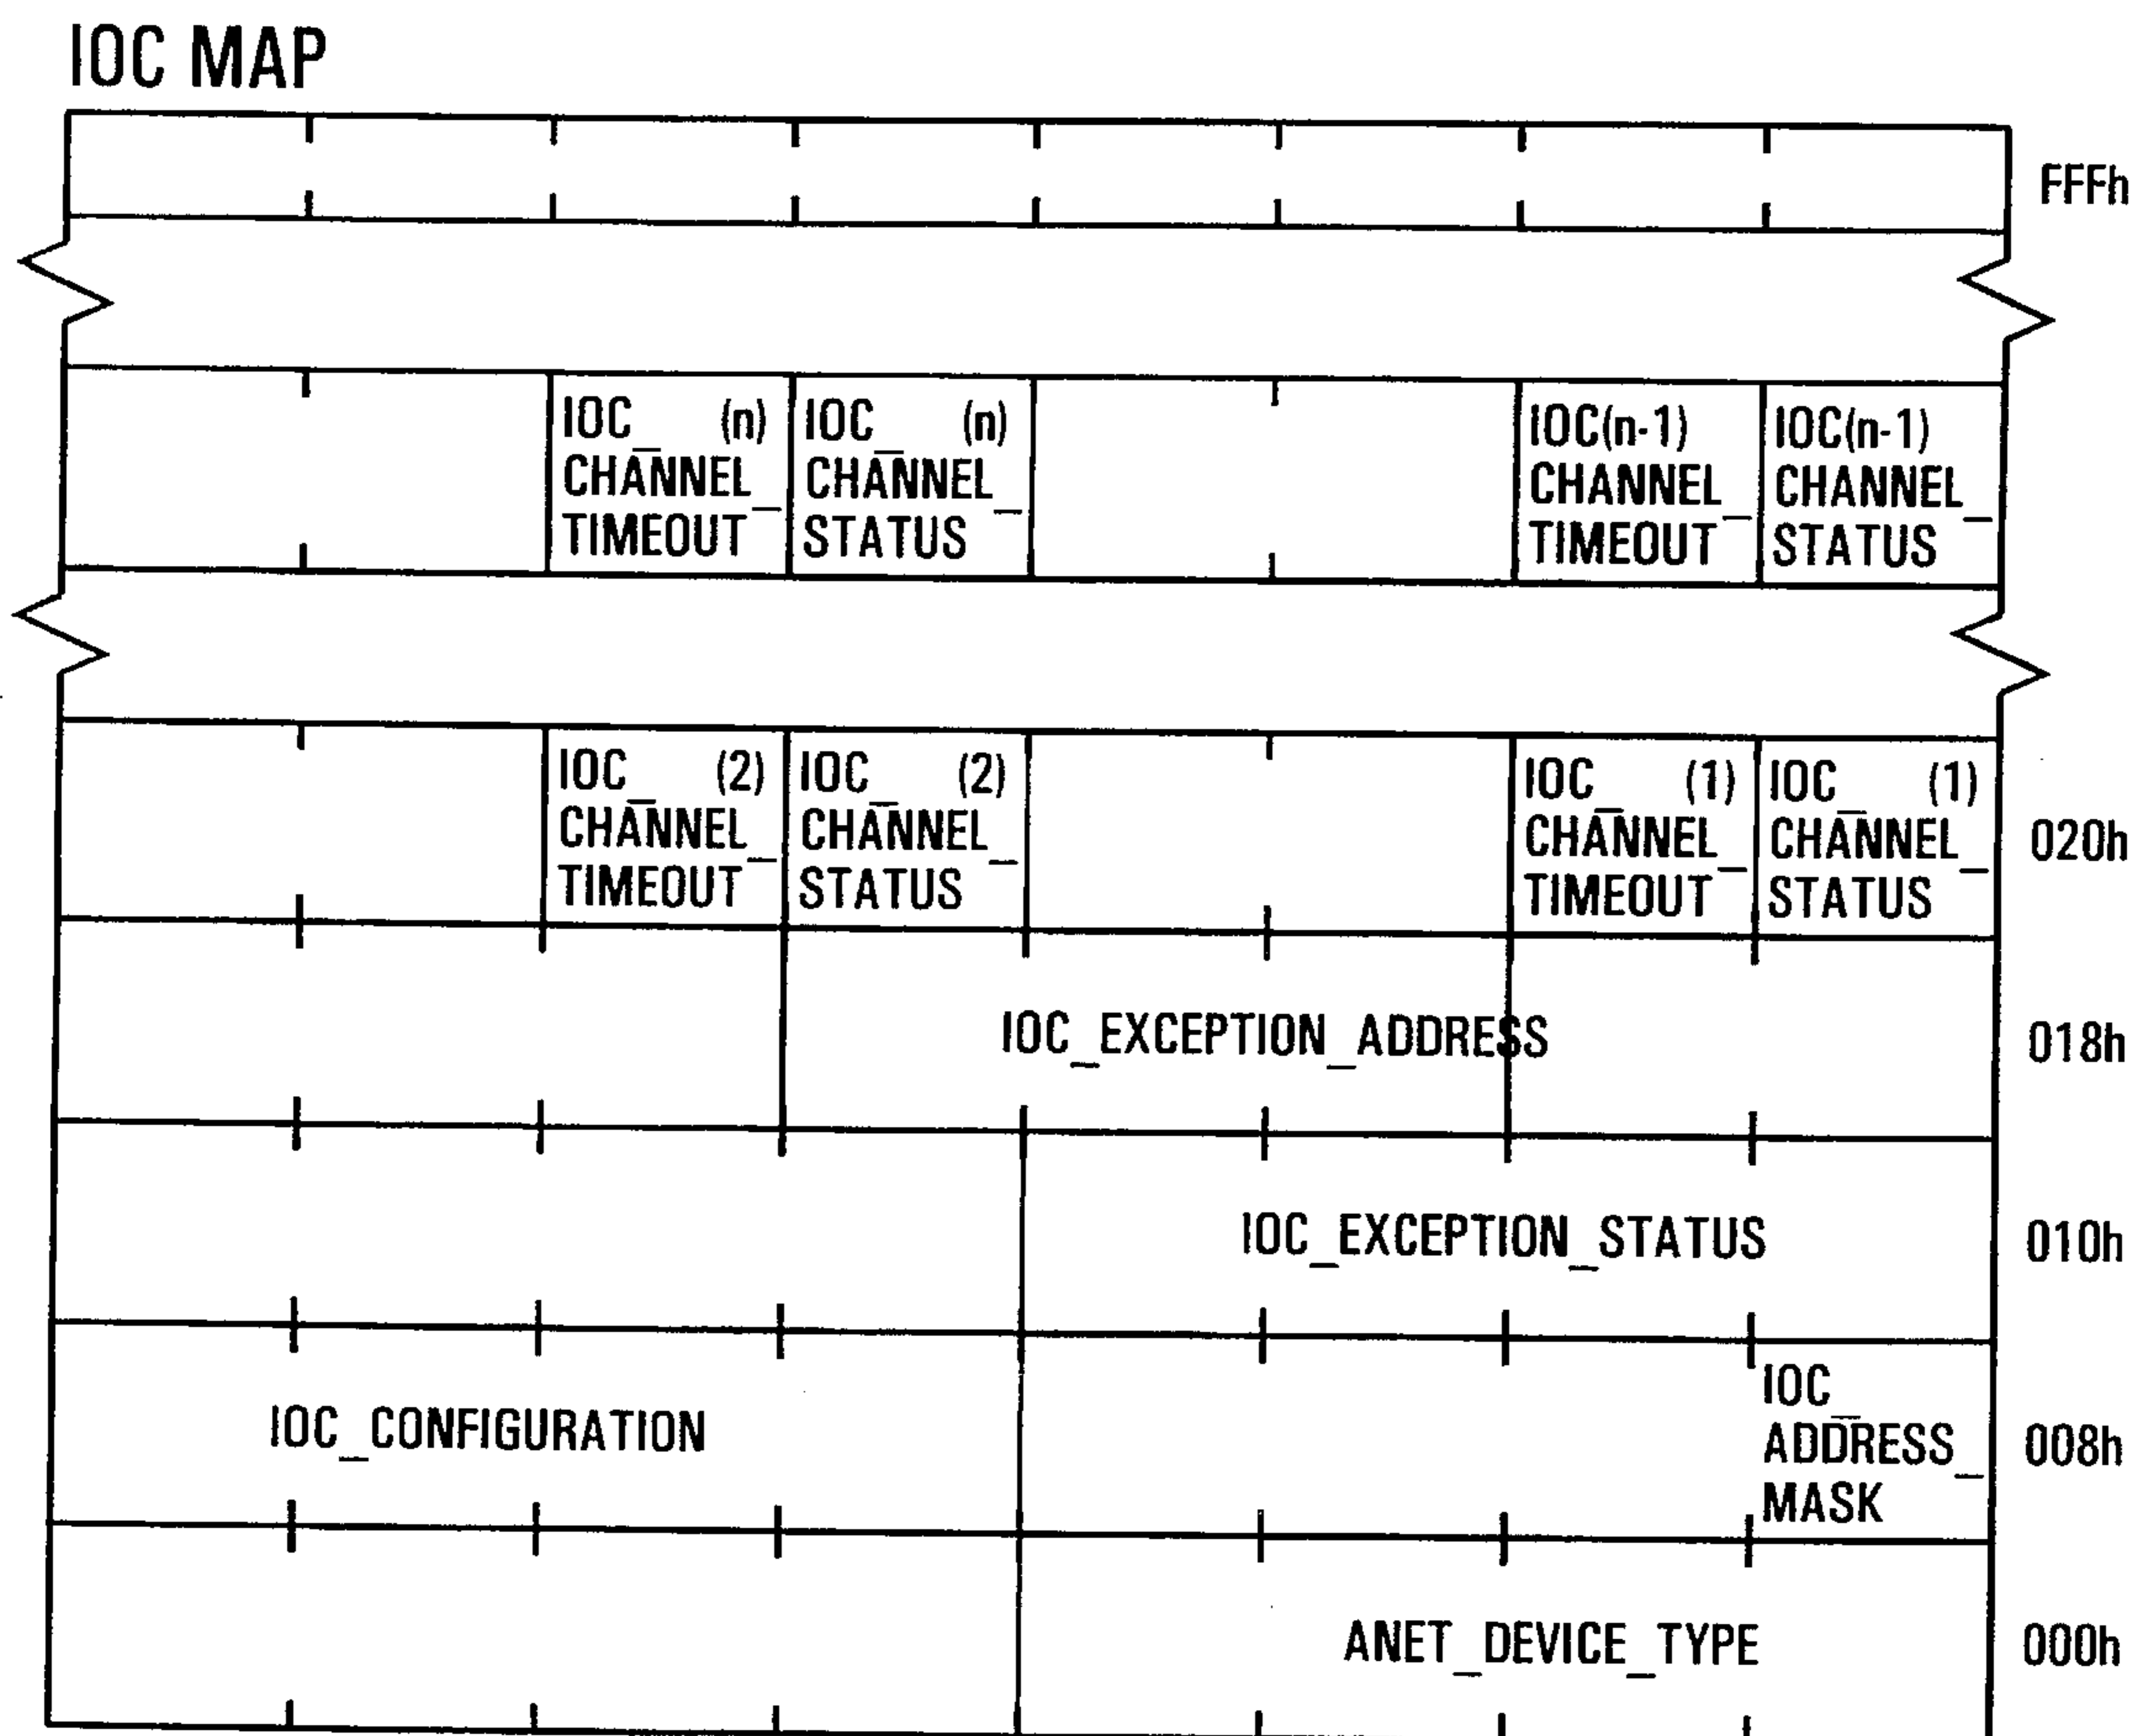 IOC MAP
FFFh
IOC_ (n)
CHANNEL_
TIMEOUT
IOC_ (n)
CHANNEL_
STATUS
IOC(n-1)
CHANNEL_
TIMEOUT
IOC(n-1)
CHANNEL_
STATUS
IOC_ (2)
CHANNEL_
TIMEOUT
IOC_ (2)
CHANNEL_
STATUS
IOC_ (1)
CHANNEL_
TIMEOUT
IOC_ (1)
CHANNEL_
STATUS
020h
IOC_EXCEPTION_ADDRESS
018h
IOC_EXCEPTION_STATUS
010h
IOC_CONFIGURATION
IOC_
ADDRESS_
MASK
008h
ANET_DEVICE_TYPE
000h